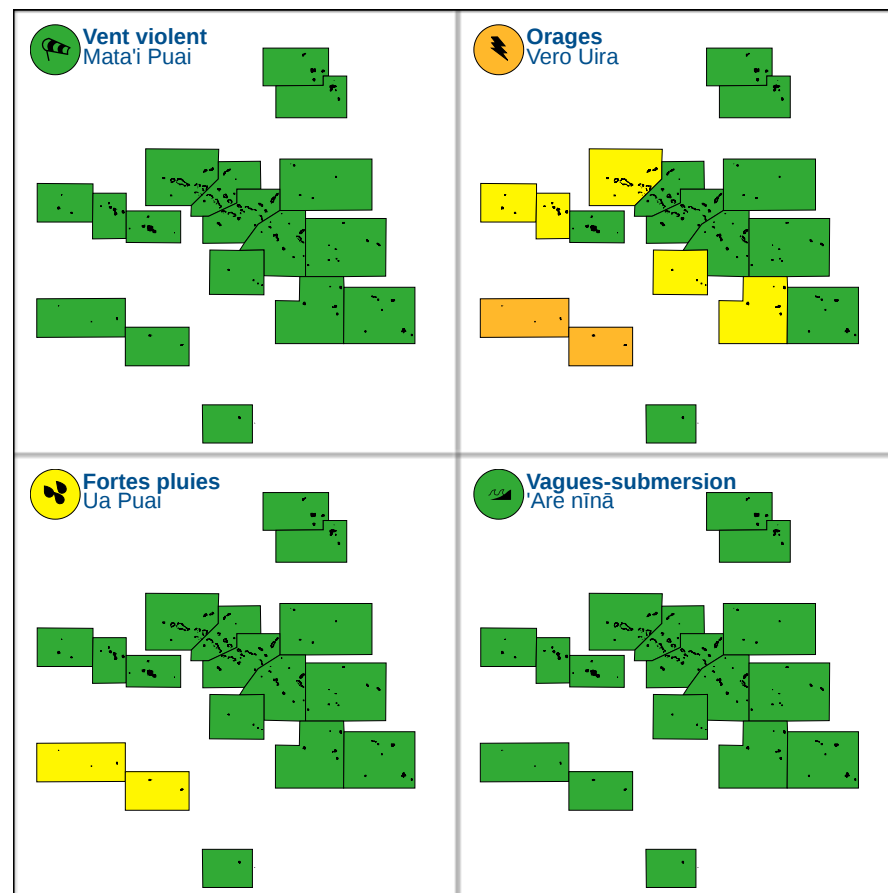 Vent violent
Mata'i Puai
Orages
Vero Uira
Fortes pluies
Ua Puai
Vagues-submersion
'Are nīnā